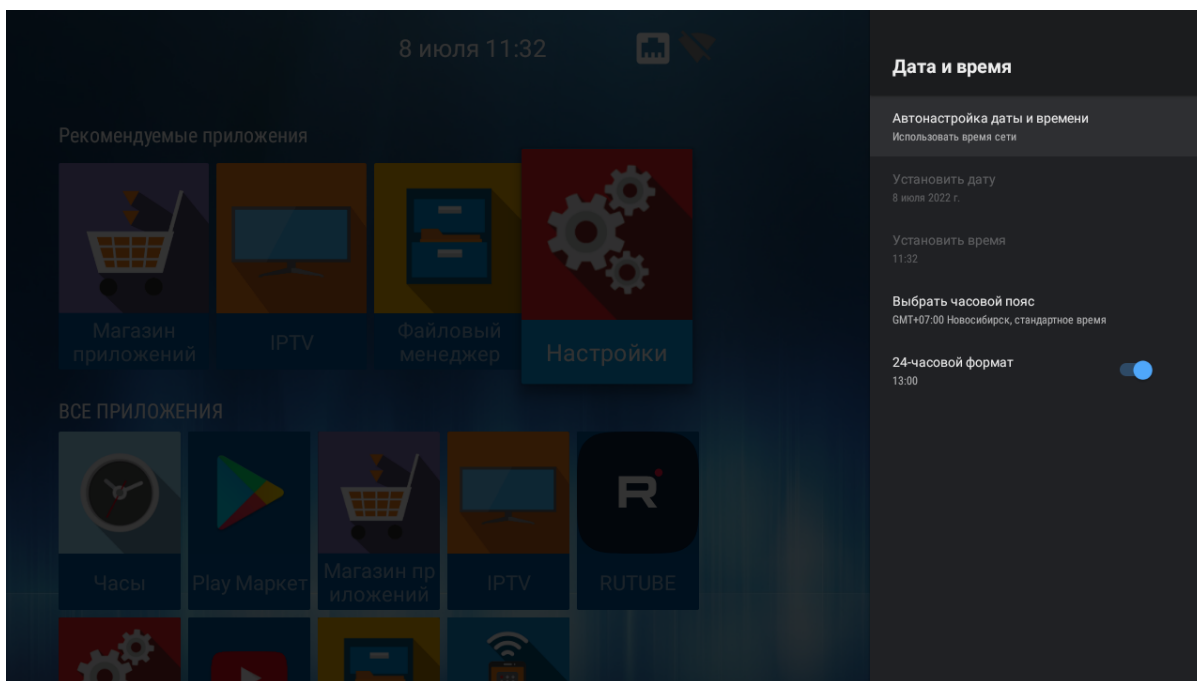 8 июля 11:32
Рекомендуемые приложения
Магазин
приложений
IPTV
Файловый
менеджер
Настройки
ВСЕ ПРИЛОЖЕНИЯ
R
Часы
Play Маркет
Магазин пр
иложений
IPTV
RUTUBE
Дата и время
Автонастройка даты и времени
Использовать время сети
Установить дату
8 июля 2022 г.
Установить время
11:32
Выбрать часовой пояс
GMT+07:00 Новосибирск, стандартное время
24-часовой формат
13:00